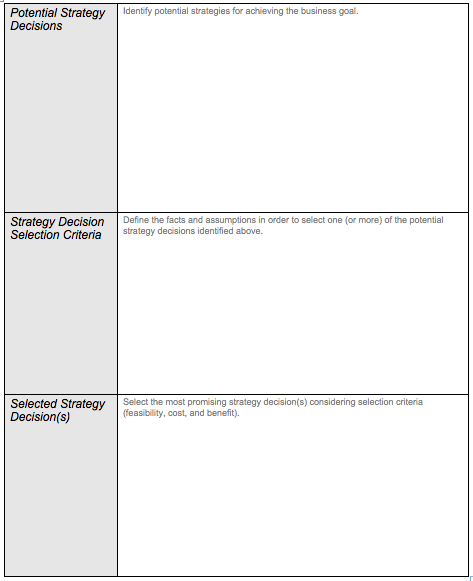 Potential Strategy
Decisions
Identify potential strategies for achieving the business goal.
Strategy Decision
Selection Criteria
Define the facts and assumptions in order to select one (or more) of the potential
strategy decisions identified above.
Selected Strategy
Decision(s)
Select the most promising strategy decision(s) considering selection criteria
(feasibility, cost, and benefit).